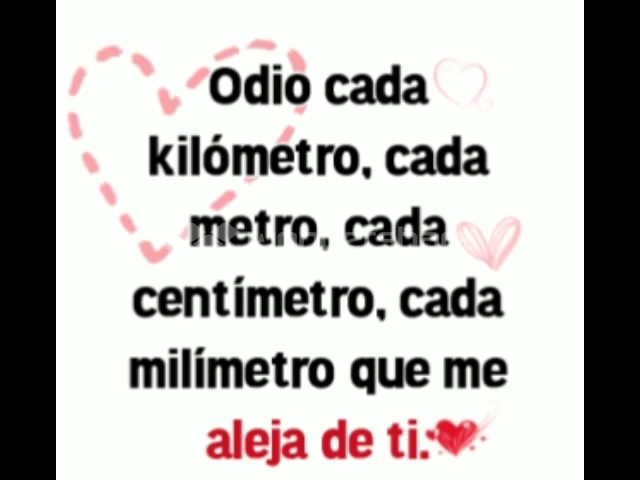 Odio cada
kilómetro, cada
metro, cada
centímetro, cada
milímetro que me
aleja de ti.